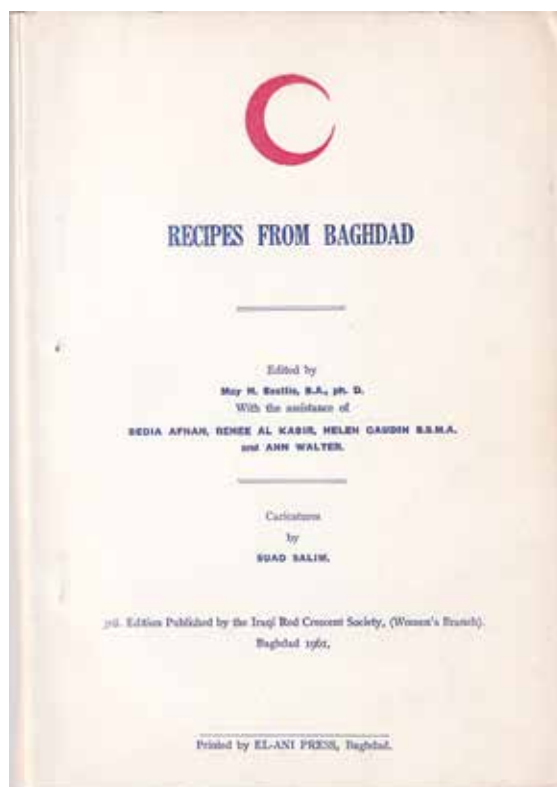 RECIPES FROM BAGHDAD
Edited by
May H. Beattie, B.A., ph. D.
With the assistance of
BEDIA AFNAN, RENEE AL KABIR, HELEN GAUDIN B.S.M.A.
and ANN WALTER.
Caricatures
by
SUAD SALIM.
3rd. Edition Published by the Iraqi Red Crescent Society, (Women's Branch).
Baghdad 1961,
Printed by EL-ANI PRESS, Baghdad.